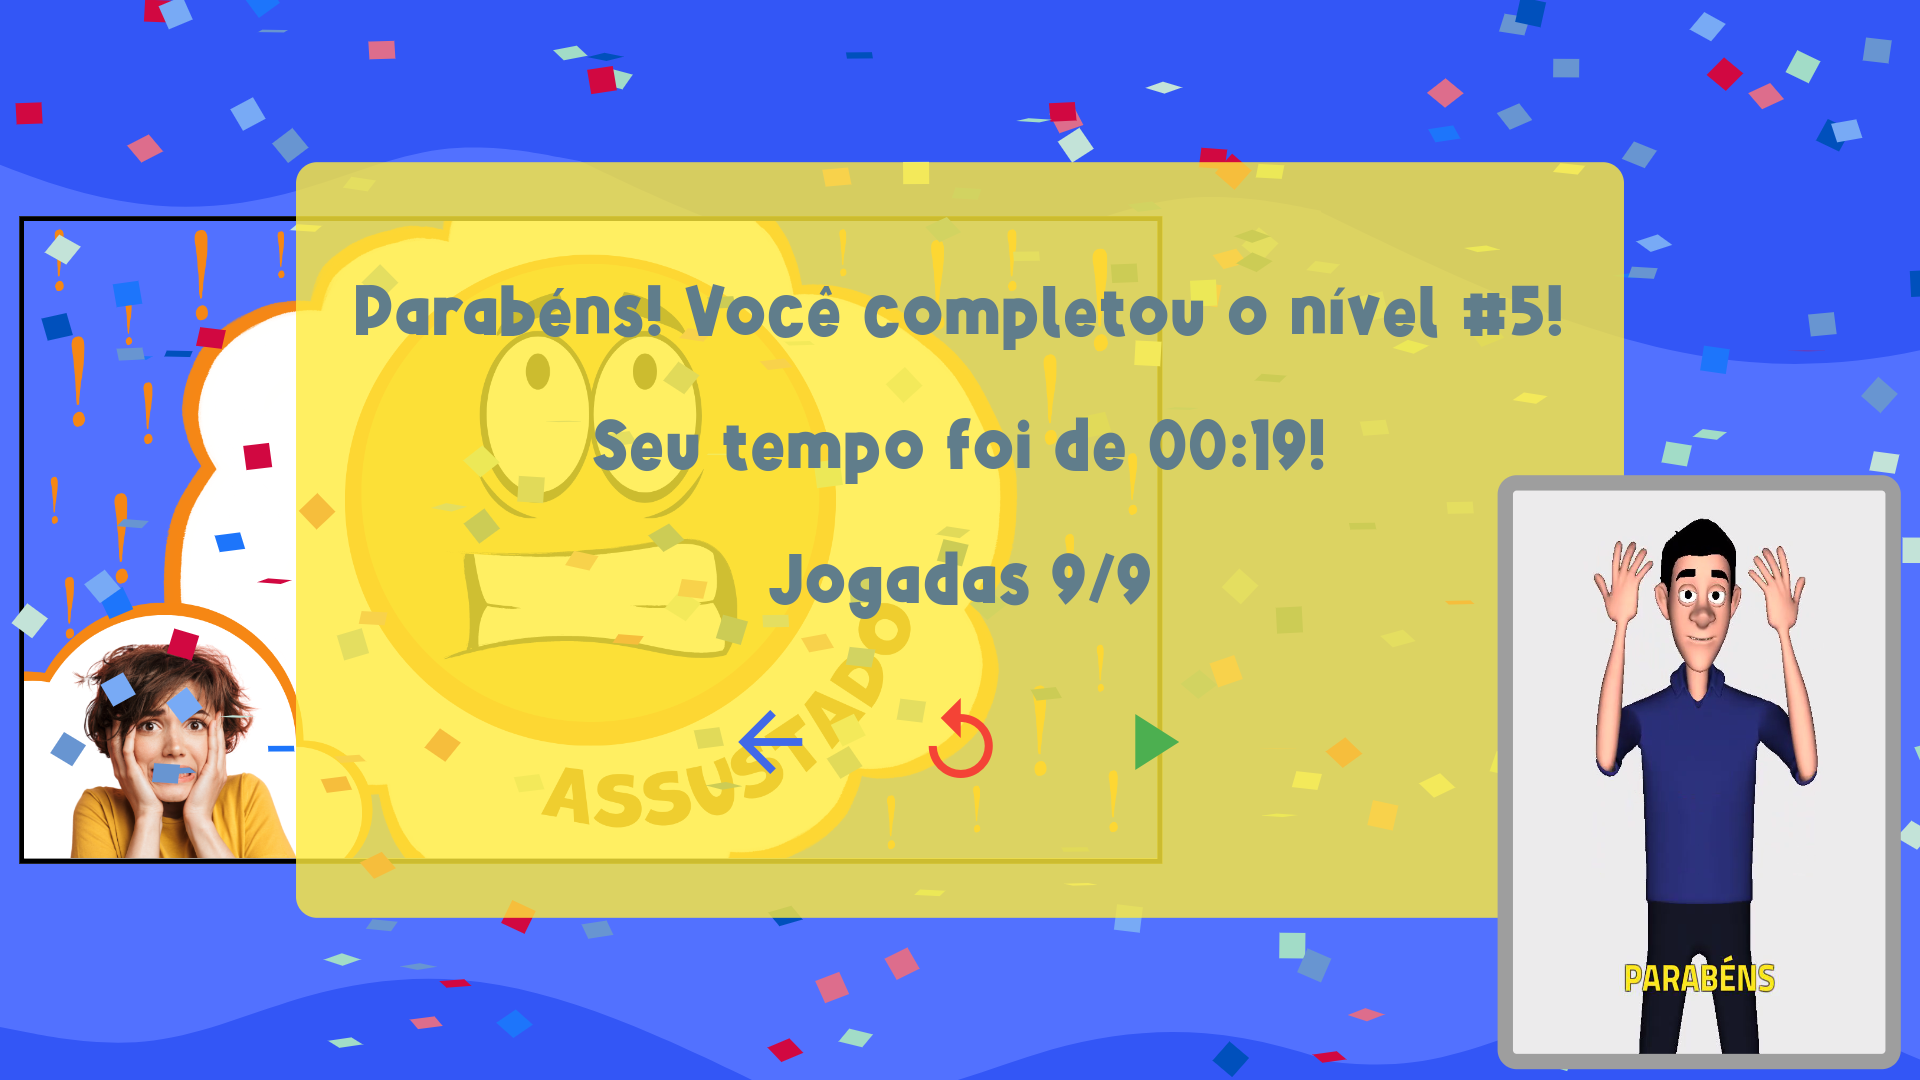 Parabéns! Você completou o nível #5!
Seu tempo foi de 00:19!
Jogadas 9/9
ASSUSTADO
PARABÉNS